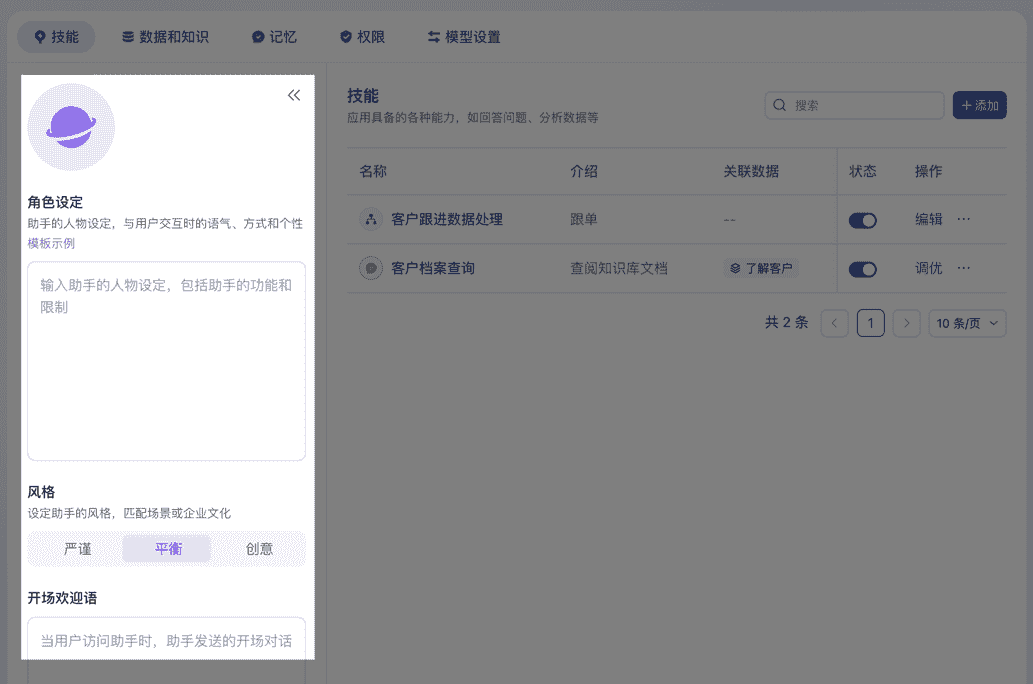 技能 数据和知识 记忆 权限 模型设置
角色设定
助手的人物设定，与用户交互时的语气、方式和个性
模板示例
输入助手的人物设定，包括助手的功能和
限制
风格
设定助手的风格，匹配场景或企业文化
严谨 平衡 创意
开场欢迎语
当用户访问助手时，助手发送的开场对话
技能
应用具备的各种能力，如回答问题、分析数据等
搜索 + 添加
名称 介绍 关联数据 状态 操作
客户跟进数据处理 跟单 -- 编辑 ···
客户档案查询 查阅知识库文档 了解客户 调优 ···
共 2 条 < 1 > 10 条/页